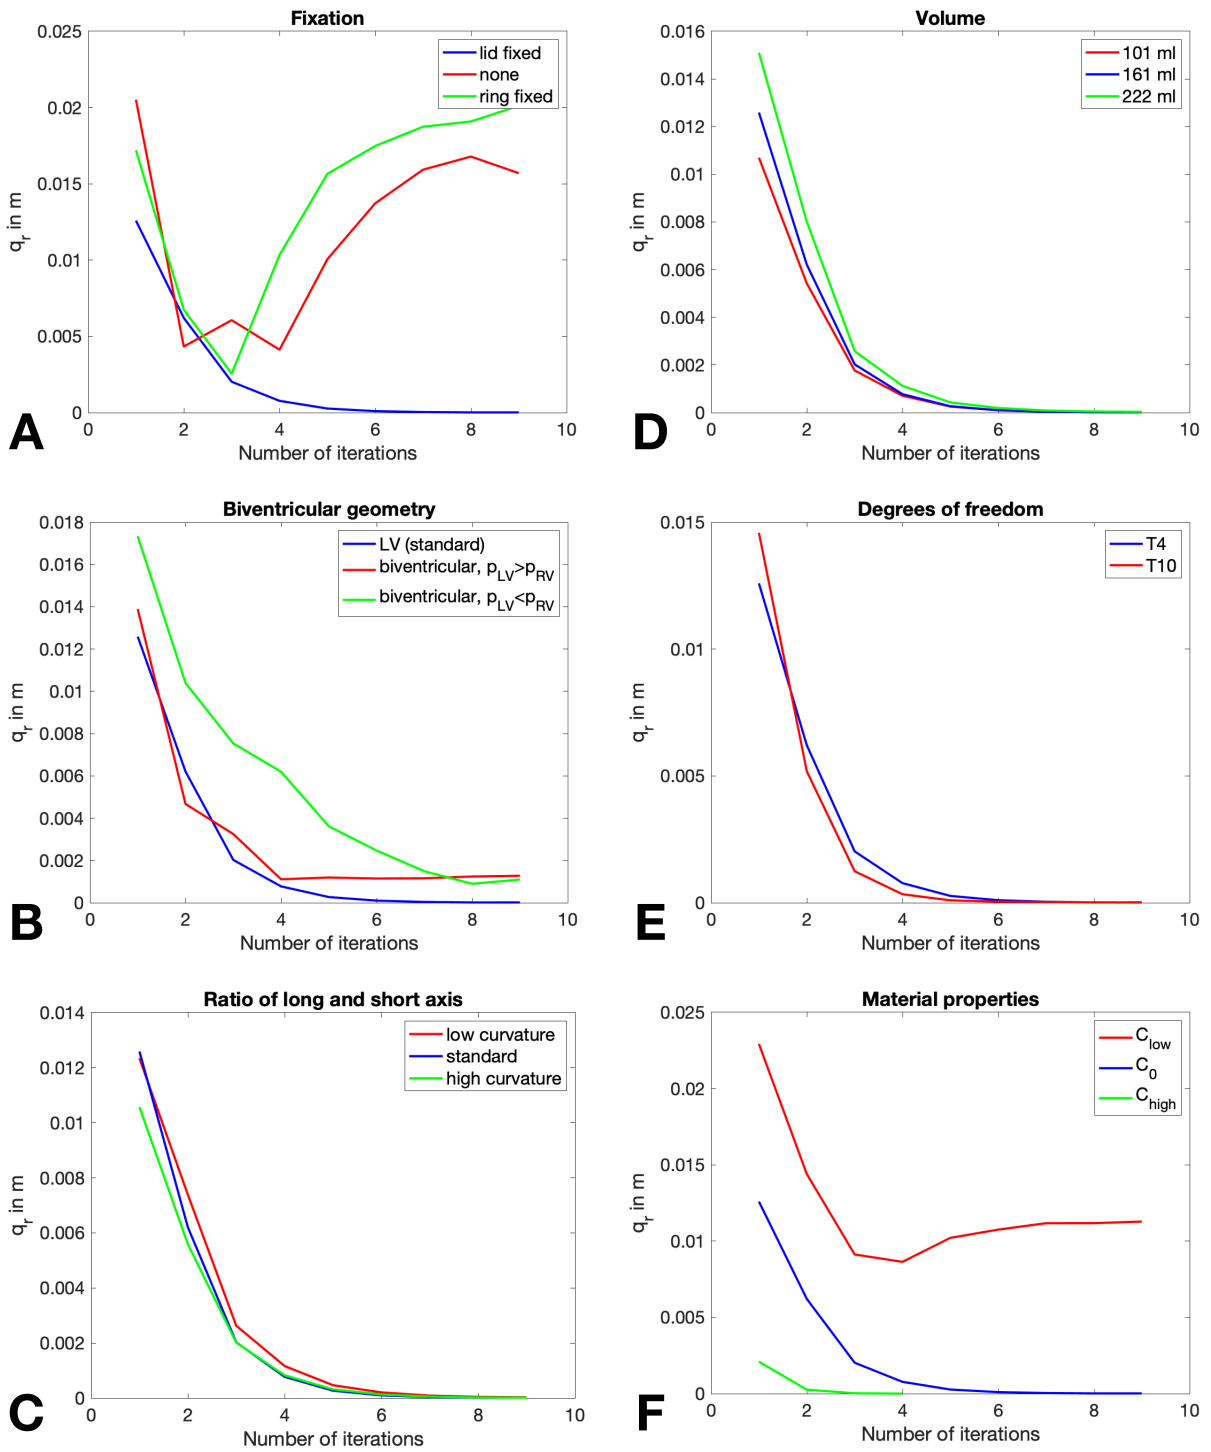 Fixation
0.025
0.02
0.015
0.01
0.005
0
q_r in m
lid fixed
none
ring fixed
0 2 4 6 8 10
Number of iterations
A
Volume
0.016
0.014
0.012
0.01
0.008
0.006
0.004
0.002
0
q_r in m
101 ml
161 ml
222 ml
0 2 4 6 8 10
Number of iterations
D
Biventricular geometry
0.018
0.016
0.014
0.012
0.01
0.008
0.006
0.004
0.002
0
q_r in m
LV (standard)
biventricular, p_LV>p_RV
biventricular, p_LV<p_RV
0 2 4 6 8 10
Number of iterations
B
Degrees of freedom
0.015
0.01
0.005
0
q_r in m
T4
T10
0 2 4 6 8 10
Number of iterations
E
Ratio of long and short axis
0.014
0.012
0.01
0.008
0.006
0.004
0.002
0
q_r in m
low curvature
standard
high curvature
0 2 4 6 8 10
Number of iterations
C
Material properties
0.025
0.02
0.015
0.01
0.005
0
q_r in m
C_low
C_0
C_high
0 2 4 6 8 10
Number of iterations
F